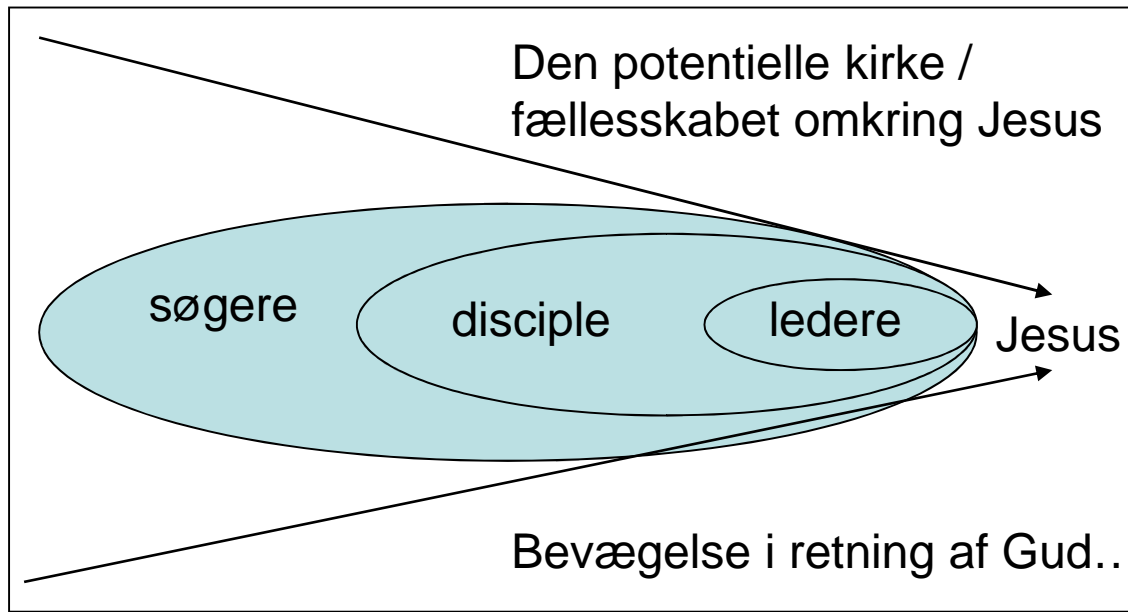 Den potentielle kirke /
fællesskabet omkring Jesus
søgere
disciple
ledere
Jesus
Bevægelse i retning af Gud..